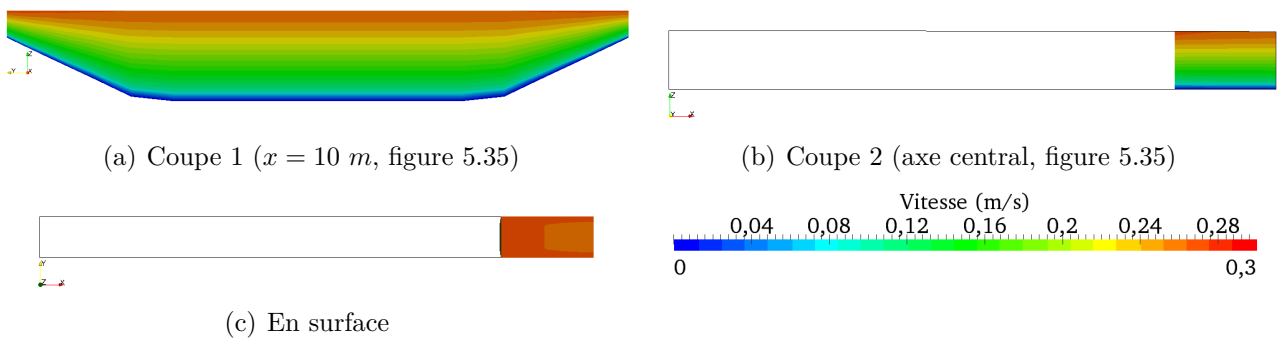 Z
Y
X
(a) Coupe 1 (x = 10 m, figure 5.35)
Z
Y
X
(b) Coupe 2 (axe central, figure 5.35)
Y
Z
X
(c) En surface
Vitesse (m/s)
0,04 0,08 0,12 0,16 0,2 0,24 0,28
0 0,3